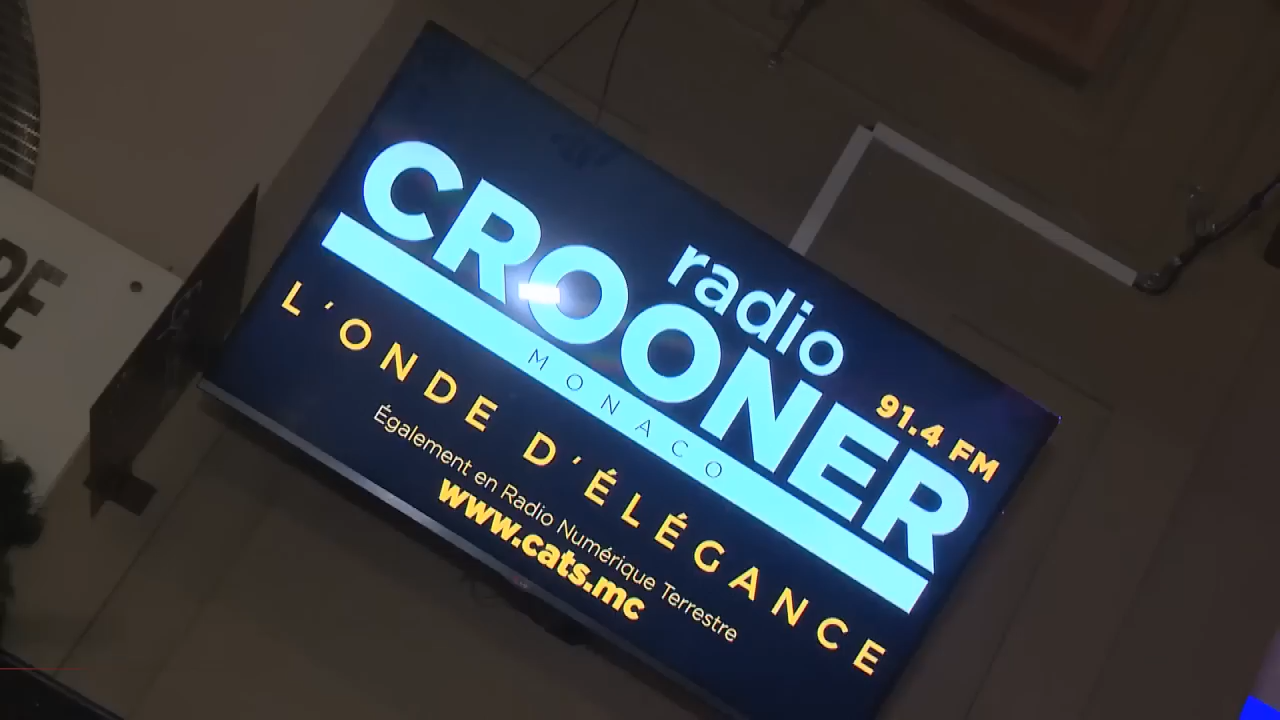 radio
CROONER
91.4 FM
MONACO
L'ONDE D'ÉLÉGANCE
Également en Radio Numérique Terrestre
www.cats.mc